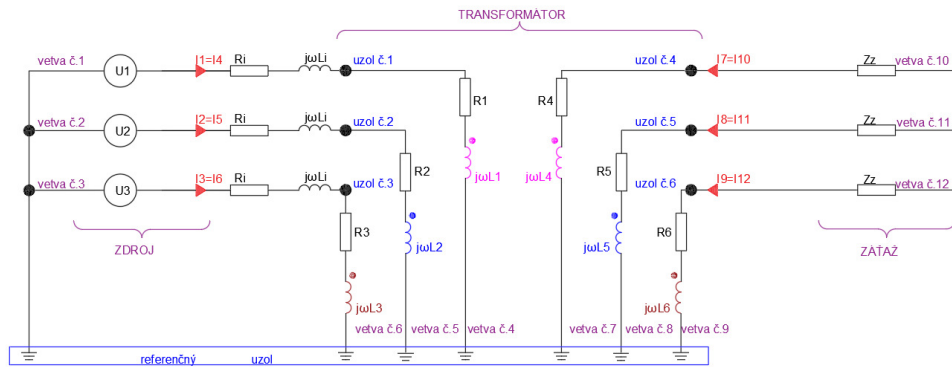 TRANSFORMÁTOR
vetva č.1 U1 I1=I4 Ri jωLi uzol č.1 uzol č.4 I7=I10 Zz vetva č.10
R1 R4
vetva č.2 U2 I2=I5 Ri jωLi uzol č.2 uzol č.5 I8=I11 Zz vetva č.11
R2 jωL1 jωL4 R5
vetva č.3 U3 I3=I6 Ri jωLi uzol č.3 uzol č.6 I9=I12 Zz vetva č.12
R3 R6
ZDROJ jωL2 jωL5 ZÁŤAŽ
jωL3 jωL6
vetva č.6 vetva č.5 vetva č.4 vetva č.7 vetva č.8 vetva č.9
referenčný uzol